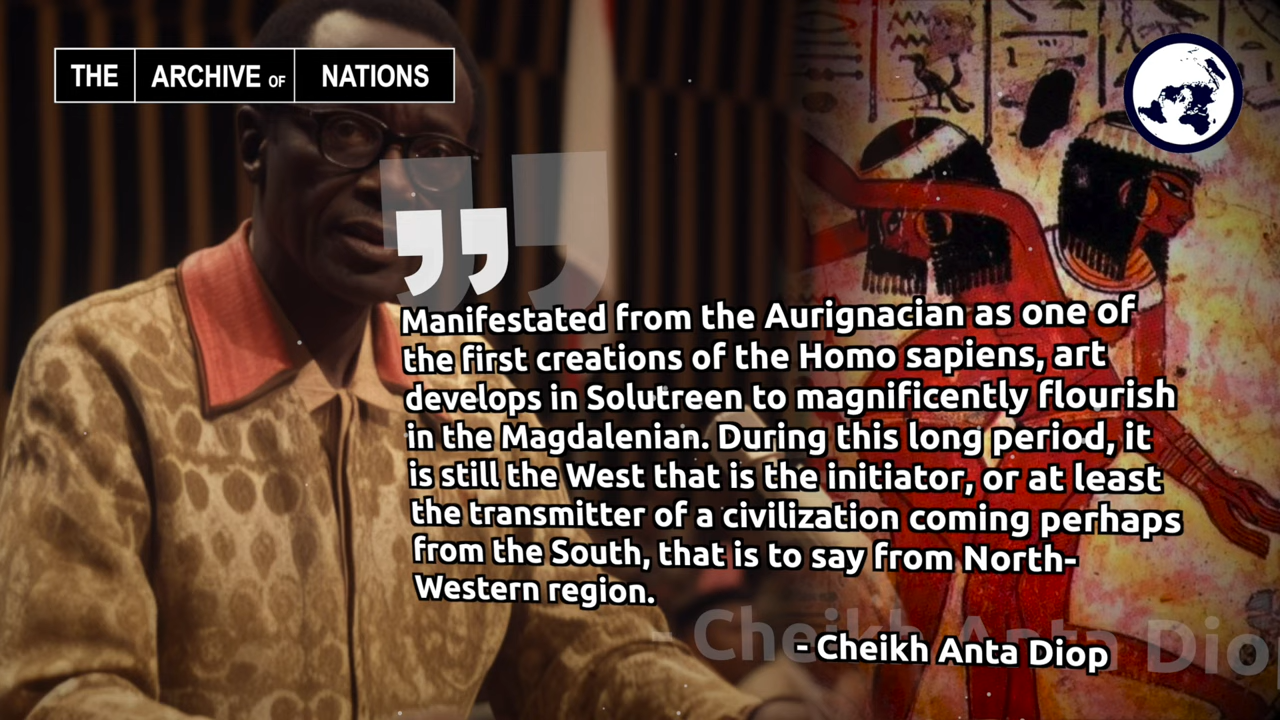 THE ARCHIVE OF NATIONS
”
Manifestated from the Aurignacian as one of
the first creations of the Homo sapiens, art
develops in Solutreen to magnificently flourish
in the Magdalenian. During this long period, it
is still the West that is the initiator, or at least
the transmitter of a civilization coming perhaps
from the South, that is to say from North-
Western region.
- Cheikh Anta Diop
- Cheikh Anta Dio